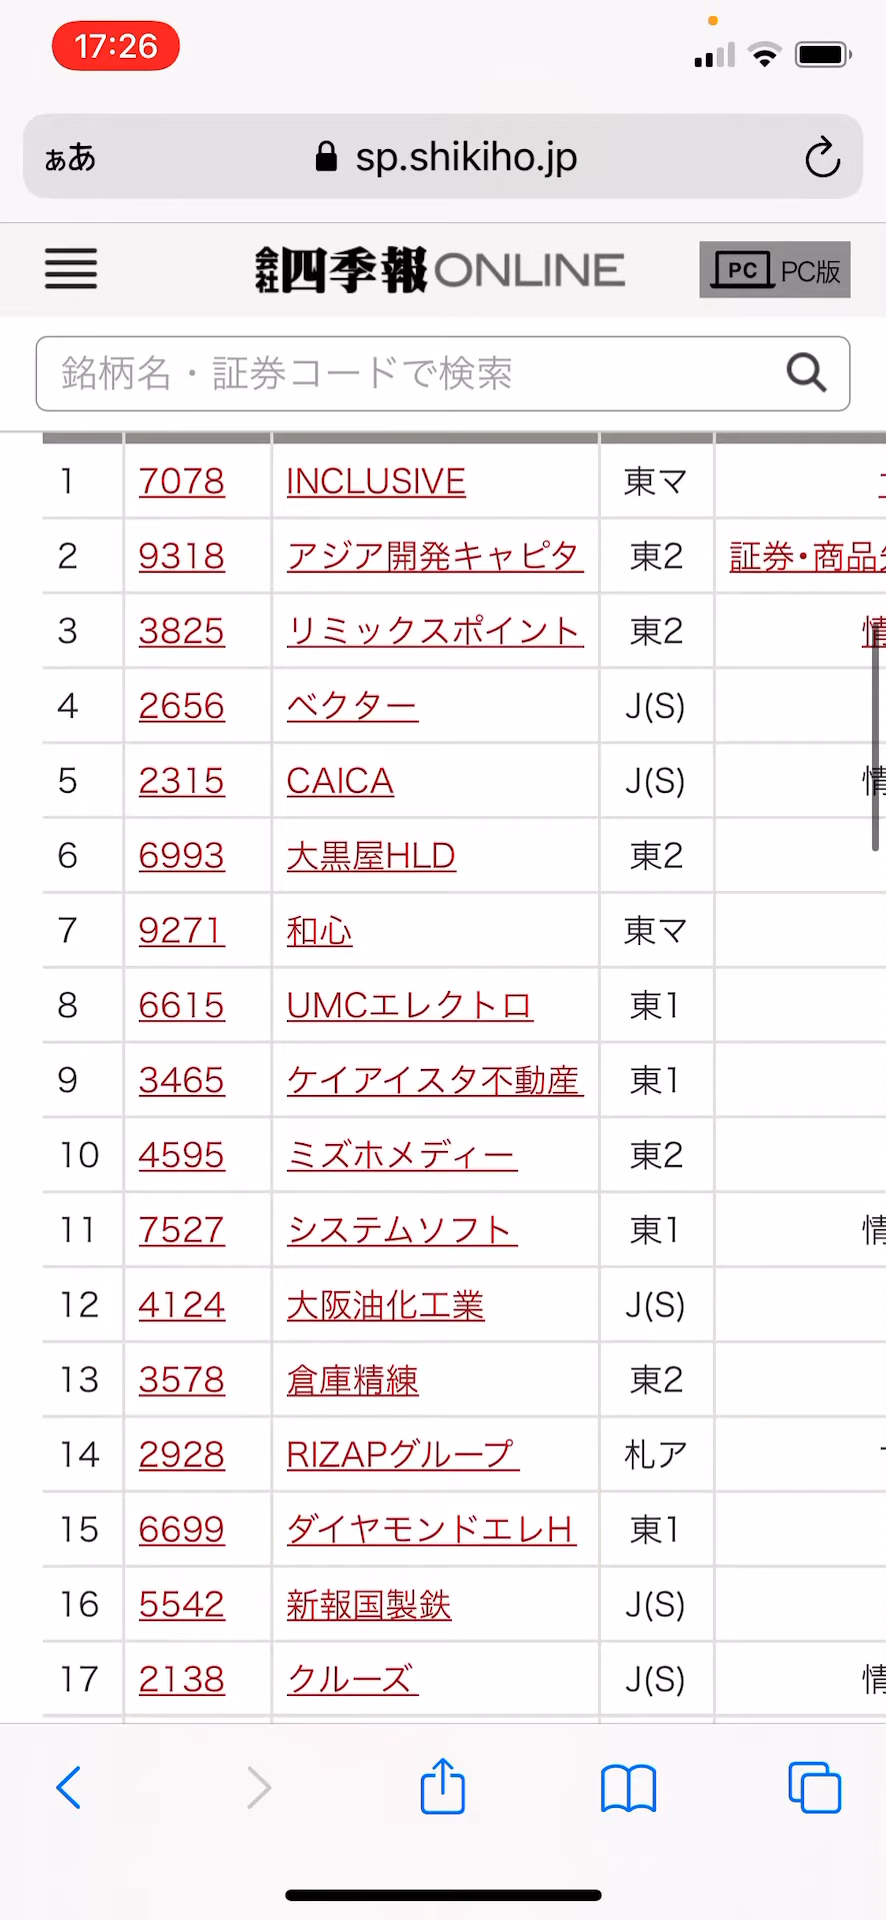 17:26
ぁあ sp.shikiho.jp
会社四季報ONLINE PC PC版
銘柄名・証券コードで検索
1 7078 INCLUSIVE 東マ
2 9318 アジア開発キャピタ 東2 証券・商品
3 3825 リミックスポイント 東2 情
4 2656 ベクター J(S)
5 2315 CAICA J(S) 情
6 6993 大黒屋HLD 東2
7 9271 和心 東マ
8 6615 UMCエレクトロ 東1
9 3465 ケイアイスタ不動産 東1
10 4595 ミズホメディー 東2
11 7527 システムソフト 東1 情
12 4124 大阪油化工業 J(S)
13 3578 倉庫精練 東2
14 2928 RIZAPグループ 札ア
15 6699 ダイヤモンドエレH 東1
16 5542 新報国製鉄 J(S)
17 2138 クルーズ J(S) 情